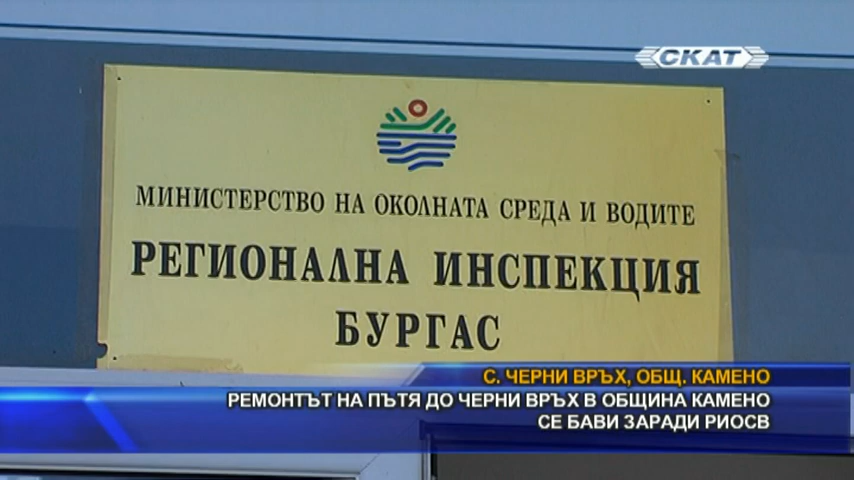 СКАТ
МИНИСТЕРСТВО НА ОКОЛНАТА СРЕДА И ВОДИТЕ
РЕГИОНАЛНА ИНСПЕКЦИЯ
БУРГАС
С. ЧЕРНИ ВРЪХ, ОБЩ. КАМЕНО
РЕМОНТЪТ НА ПЪТЯ ДО ЧЕРНИ ВРЪХ В ОБЩИНА КАМЕНО
СЕ БАВИ ЗАРАДИ РИОСВ